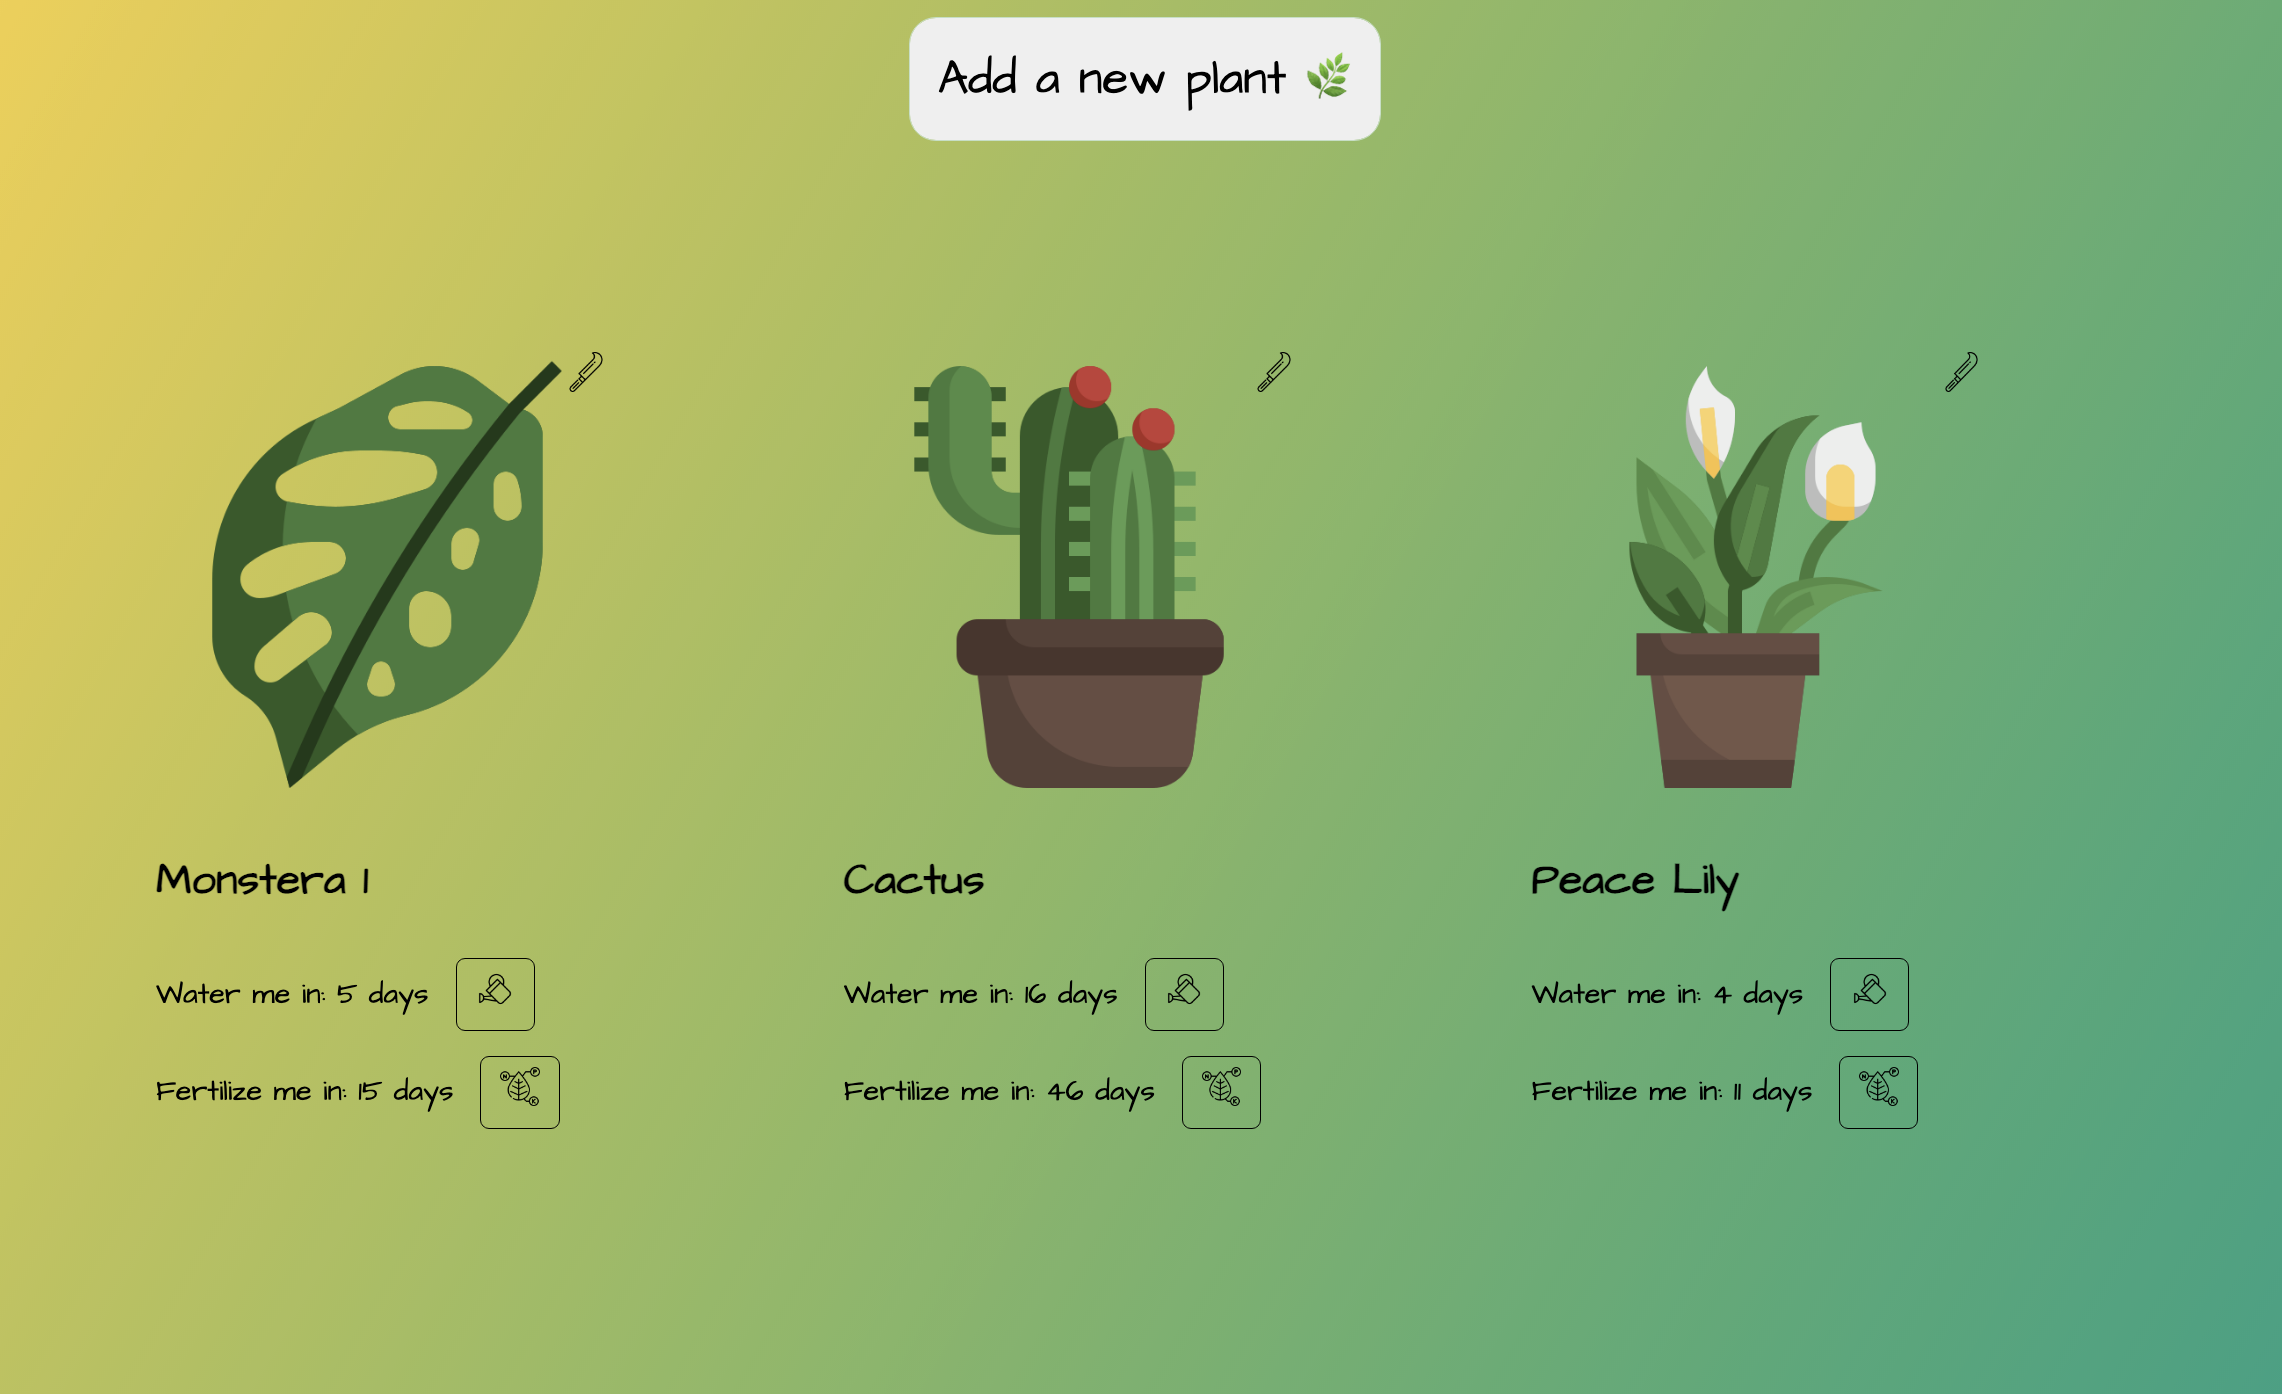 Add a new plant 🌿
Monstera 1
Water me in: 5 days
Fertilize me in: 15 days
Cactus
Water me in: 16 days
Fertilize me in: 46 days
Peace Lily
Water me in: 4 days
Fertilize me in: 11 days